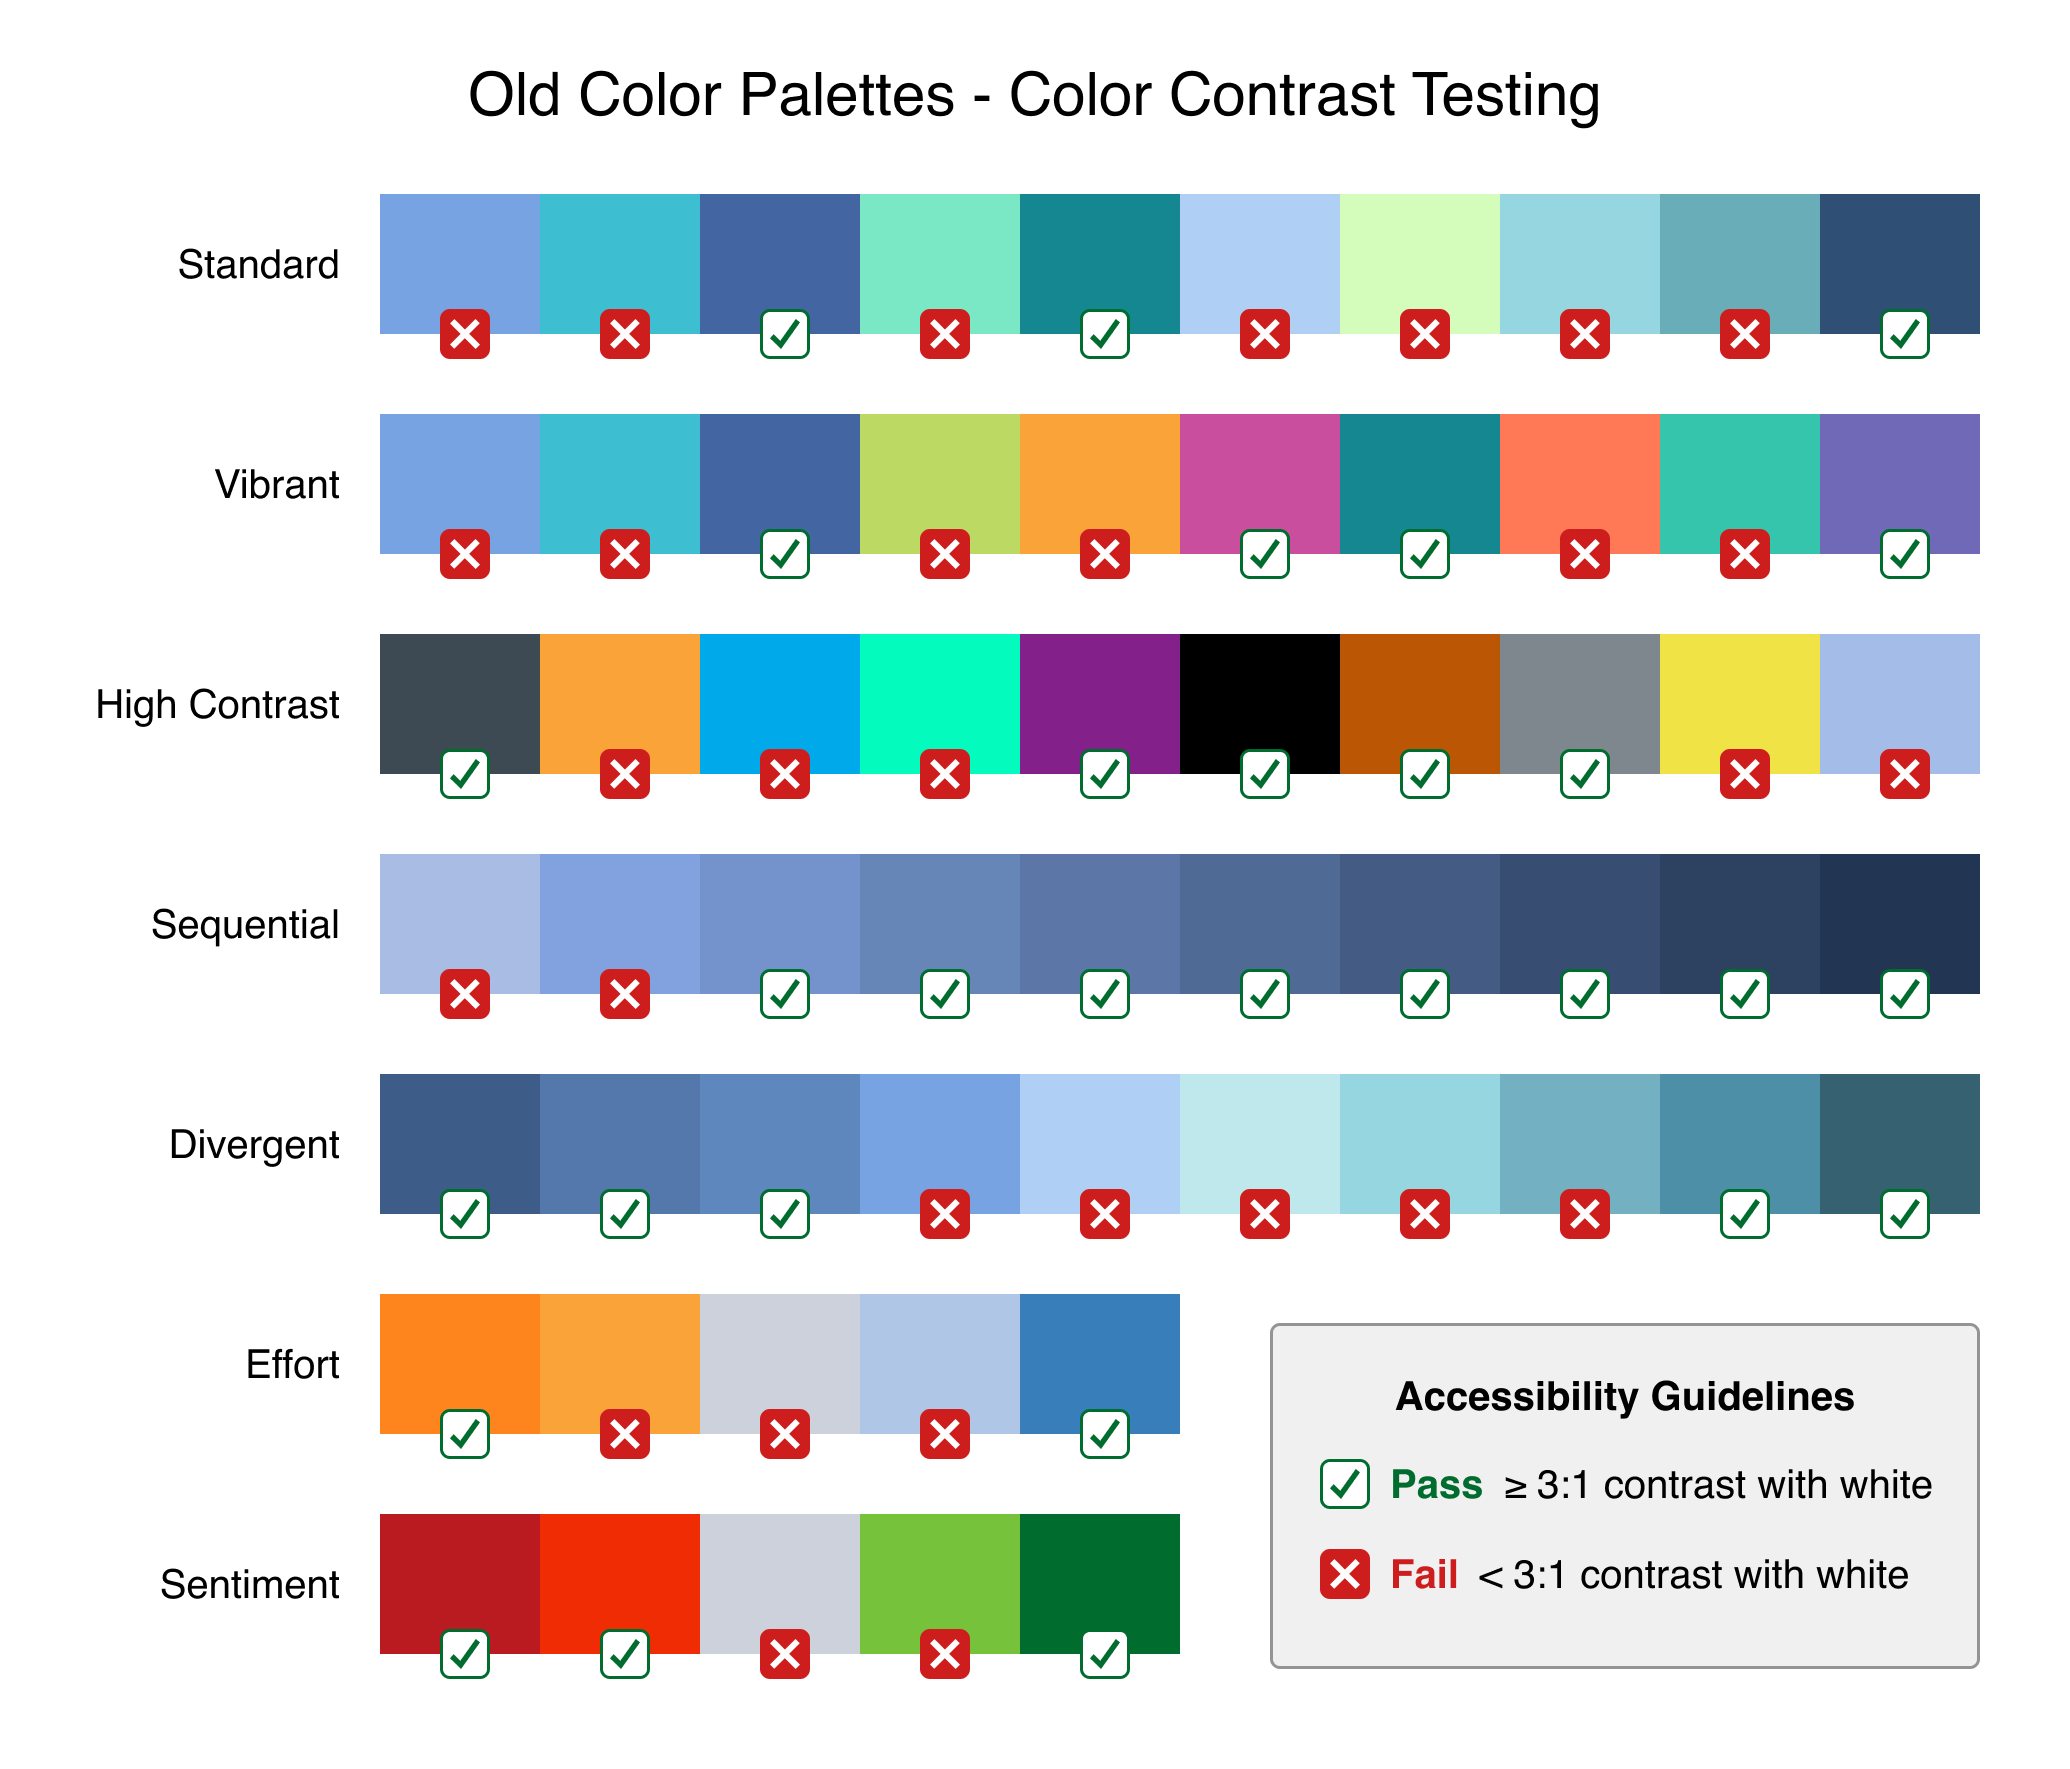 Old Color Palettes - Color Contrast Testing
Standard
Vibrant
High Contrast
Sequential
Divergent
Effort
Sentiment
Accessibility Guidelines
Pass ≥ 3:1 contrast with white
Fail < 3:1 contrast with white